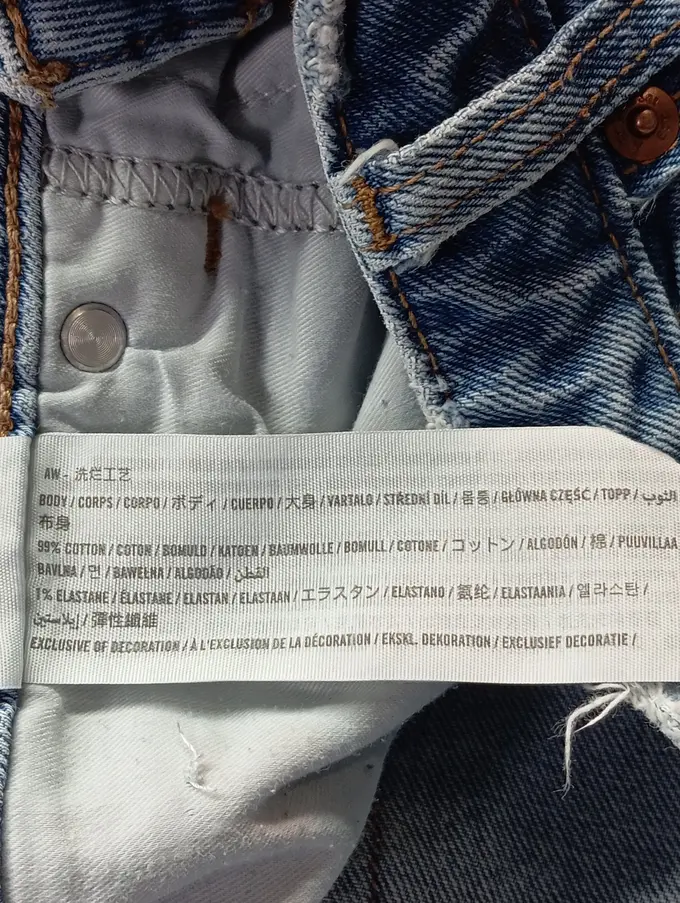 AW - 洗烂工艺
BODY / CORPS / CORPO / ボディ / CUERPO / 大身 / VARTALO / STŘEDNÍ DÍL / 몸통 / GŁÓWNA CZĘŚĆ / TOPP / الثوب /
布身
99% COTTON / COTON / BOMULD / KATOEN / BAUMWOLLE / BOMULL / COTONE / コットン / ALGODÓN / 棉 / PUUVILLAA
BAVLNA / 면 / BAWEŁNA / ALGODÃO / القطن
1% ELASTANE / ÉLASTANE / ELASTAN / ELASTAAN / エラスタン / ELASTANO / 氨纶 / ELASTAANIA / 엘라스탄 /
إيلاستين / 彈性纖維
EXCLUSIVE OF DECORATION / À L'EXCLUSION DE LA DÉCORATION / EKSKL. DEKORATION / EXCLUSIEF DECORATIE /